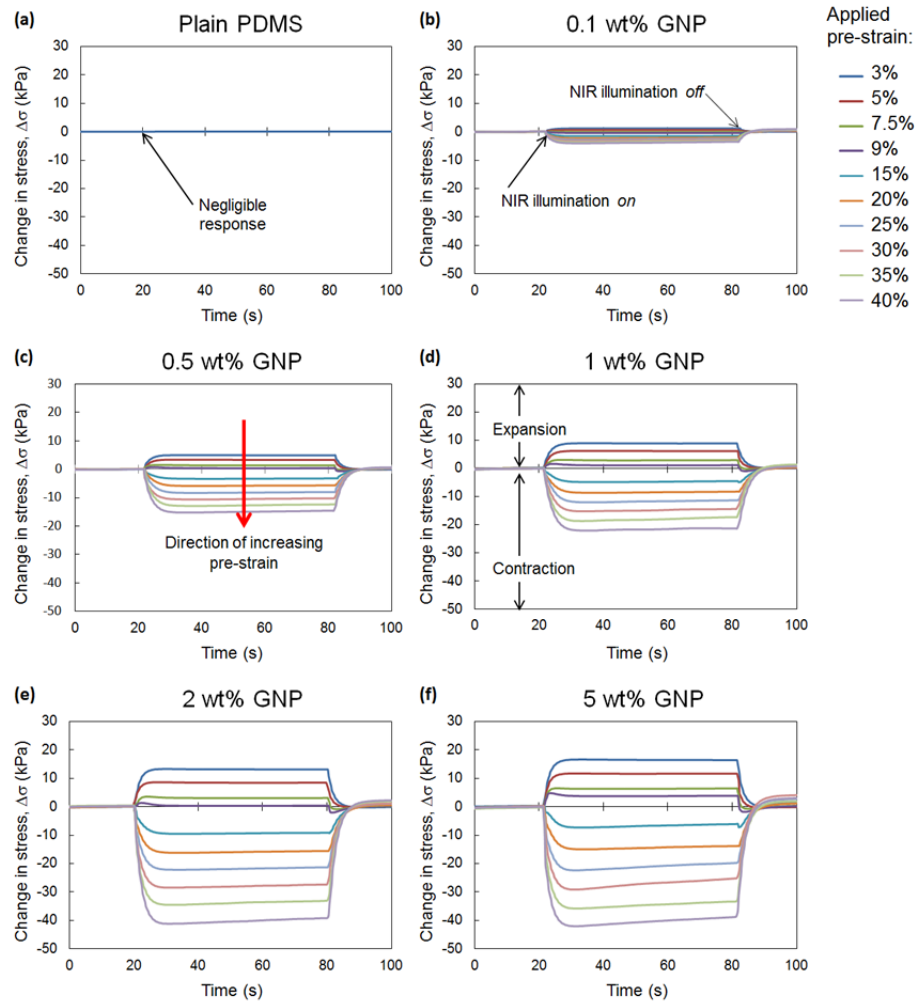 (a) Plain PDMS
Change in stress, Δσ (kPa)
30
20
10
0
-10
-20
-30
-40
-50
Negligible
response
0 20 40 60 80 100
Time (s)
(b) 0.1 wt% GNP
Change in stress, Δσ (kPa)
30
20
10
0
-10
-20
-30
-40
-50
NIR illumination off
NIR illumination on
0 20 40 60 80 100
Time (s)
Applied
pre-strain:
3%
5%
7.5%
9%
15%
20%
25%
30%
35%
40%
(c) 0.5 wt% GNP
Change in stress, Δσ (kPa)
30
20
10
0
-10
-20
-30
-40
-50
Direction of increasing
pre-strain
0 20 40 60 80 100
Time (s)
(d) 1 wt% GNP
Change in stress, Δσ (kPa)
30
20
10
0
-10
-20
-30
-40
-50
Expansion
Contraction
0 20 40 60 80 100
Time (s)
(e) 2 wt% GNP
Change in stress, Δσ (kPa)
30
20
10
0
-10
-20
-30
-40
-50
0 20 40 60 80 100
Time (s)
(f) 5 wt% GNP
Change in stress, Δσ (kPa)
30
20
10
0
-10
-20
-30
-40
-50
0 20 40 60 80 100
Time (s)